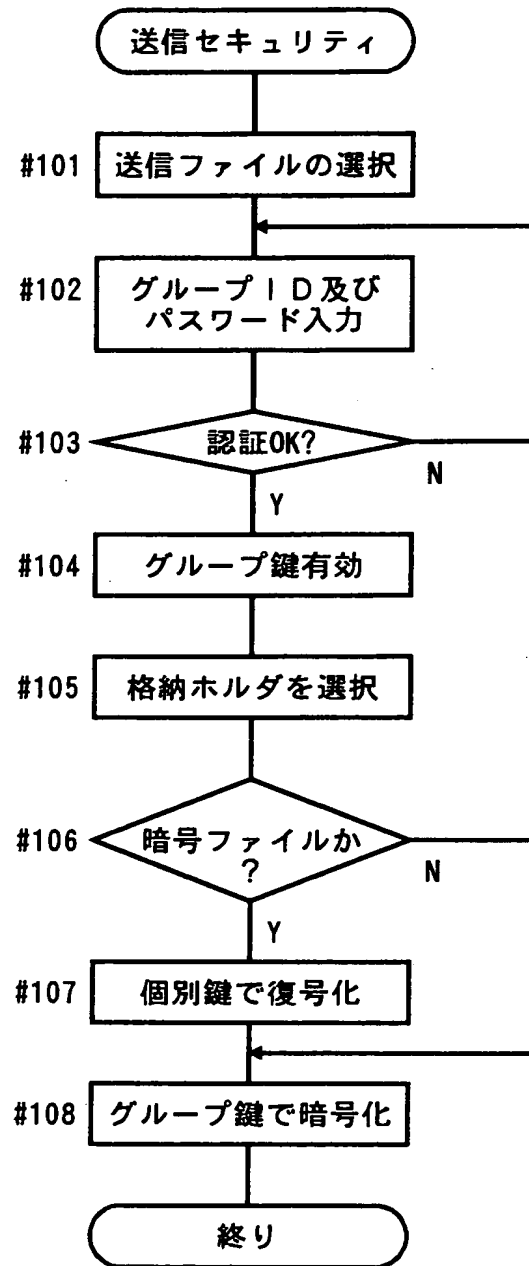 送信セキュリティ
#101 送信ファイルの選択
#102 グループＩＤ及び
パスワード入力
#103 認証OK?
N
Y
#104 グループ鍵有効
#105 格納ホルダを選択
#106 暗号ファイルか
?
N
Y
#107 個別鍵で復号化
#108 グループ鍵で暗号化
終り